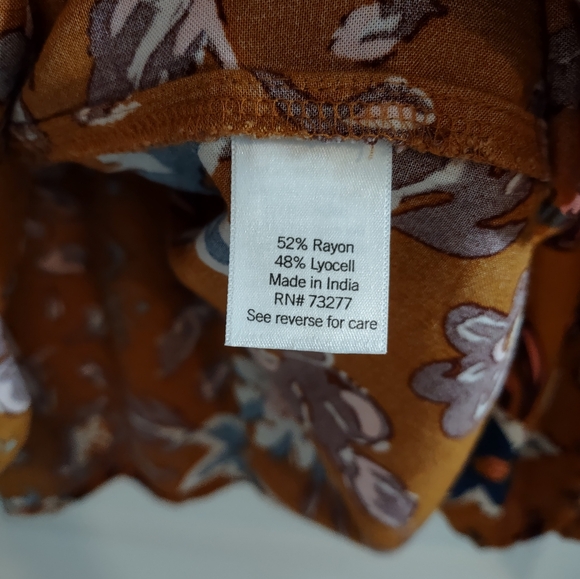 52% Rayon
48% Lyocell
Made in India
RN# 73277
See reverse for care